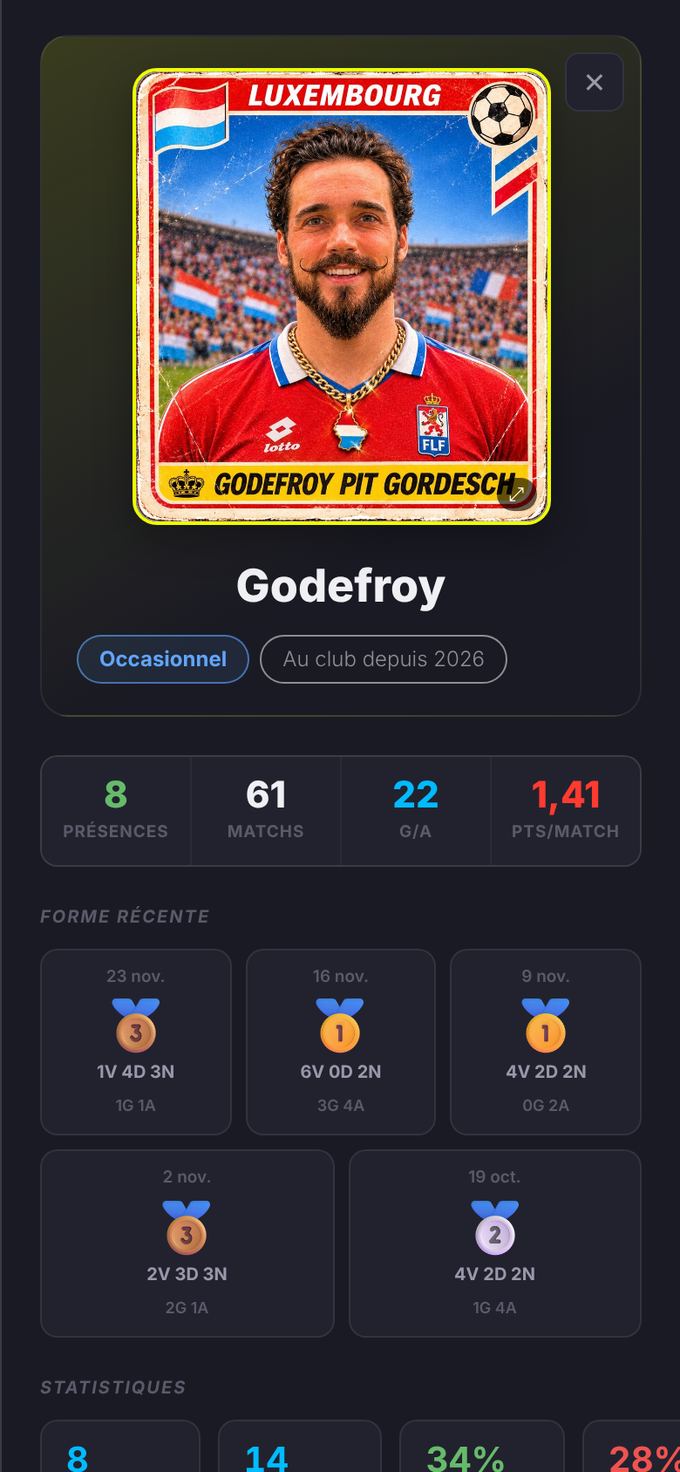 LUXEMBOURG
lotto
FLF
GODEFROY PIT GORDESCH
Godefroy
Occasionnel
Au club depuis 2026
8
61
22
1,41
PRÉSENCES
MATCHS
G/A
PTS/MATCH
FORME RÉCENTE
23 nov.
16 nov.
9 nov.
3
1
1
1V 4D 3N
6V 0D 2N
4V 2D 2N
1G 1A
3G 4A
0G 2A
2 nov.
19 oct.
3
2
2V 3D 3N
4V 2D 2N
2G 1A
1G 4A
STATISTIQUES
8
14
34%
28%